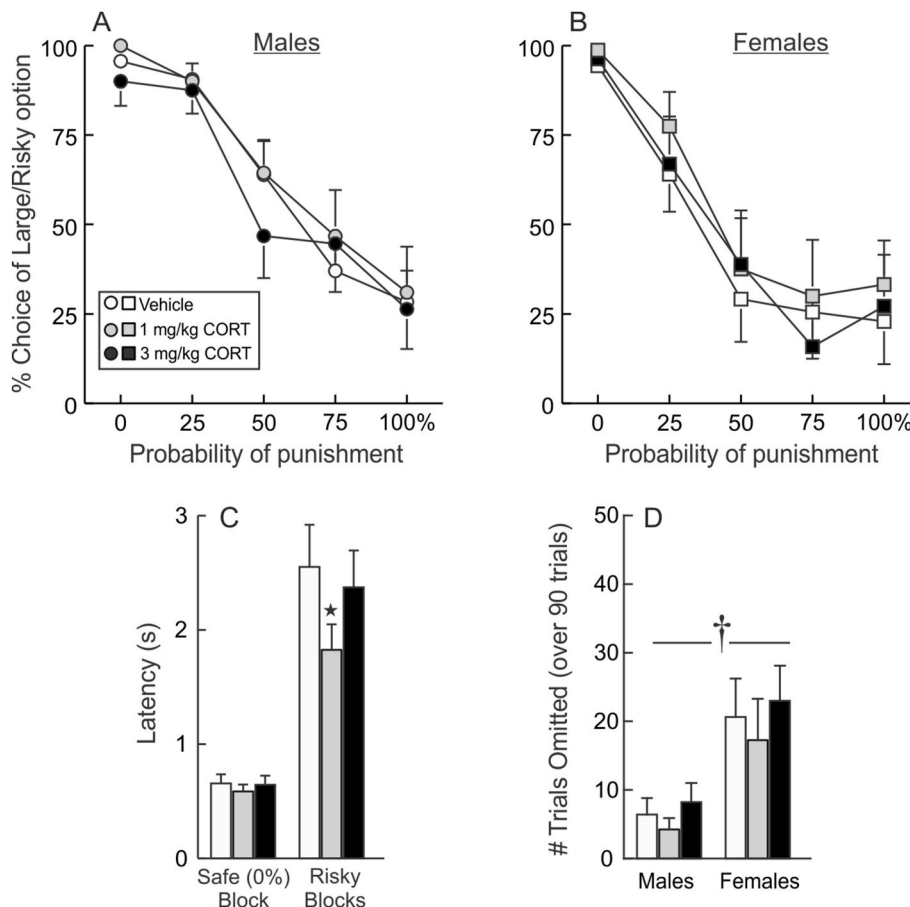 A
Males
% Choice of Large/Risky option
100
75
50
25
0
Vehicle
1 mg/kg CORT
3 mg/kg CORT
0 25 50 75 100%
Probability of punishment
B
Females
100
75
50
25
0
0 25 50 75 100%
Probability of punishment
C
Latency (s)
3
2
1
0
★
Safe (0%)
Block
Risky
Blocks
D
# Trials Omitted (over 90 trials)
50
40
30
20
10
0
†
Males
Females